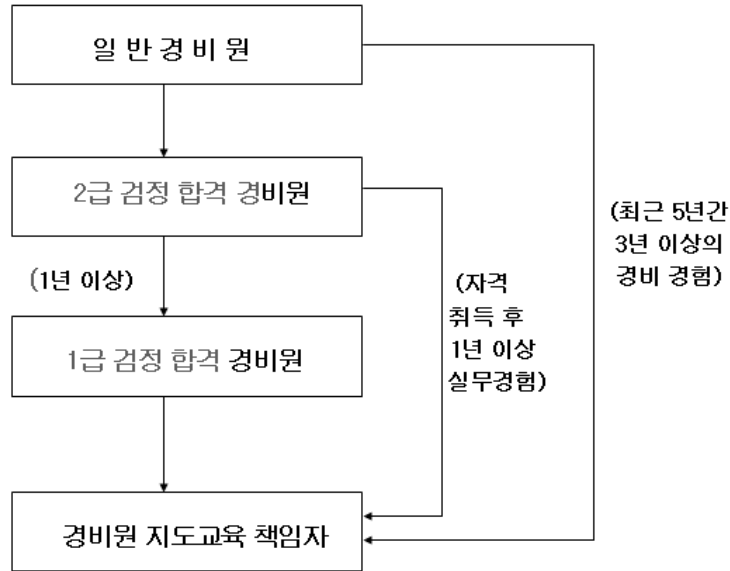 일 반 경 비 원
2급 검정 합격 경비원
(1년 이상)
1급 검정 합격 경비원
경비원 지도교육 책임자
(자격
취득 후
1년 이상
실무경험)
(최근 5년간
3년 이상의
경비 경험)